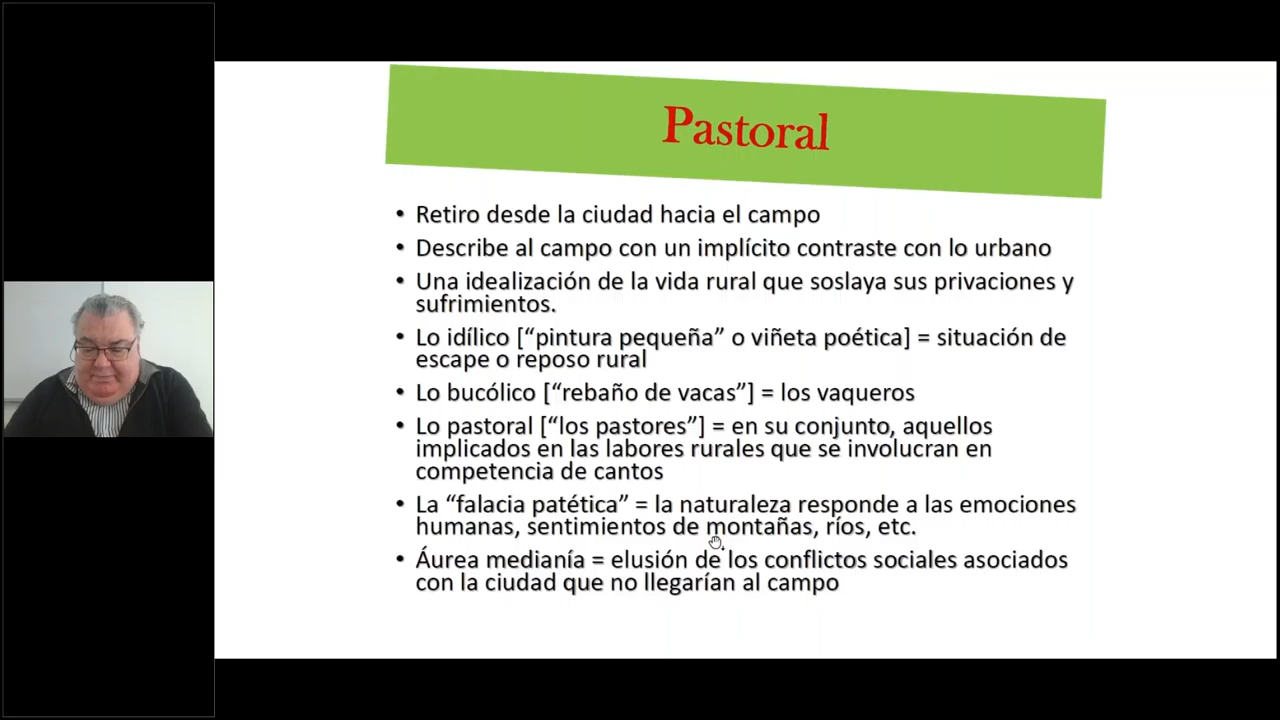 Pastoral
• Retiro desde la ciudad hacia el campo
• Describe al campo con un implícito contraste con lo urbano
• Una idealización de la vida rural que soslaya sus privaciones y
sufrimientos.
• Lo idílico [“pintura pequeña” o viñeta poética] = situación de
escape o reposo rural
• Lo bucólico [“rebaño de vacas”] = los vaqueros
• Lo pastoral [“los pastores”] = en su conjunto, aquellos
implicados en las labores rurales que se involucran en
competencia de cantos
• La “falacia patética” = la naturaleza responde a las emociones
humanas, sentimientos de montañas, ríos, etc.
• Áurea medianía = elusión de los conflictos sociales asociados
con la ciudad que no llegarían al campo